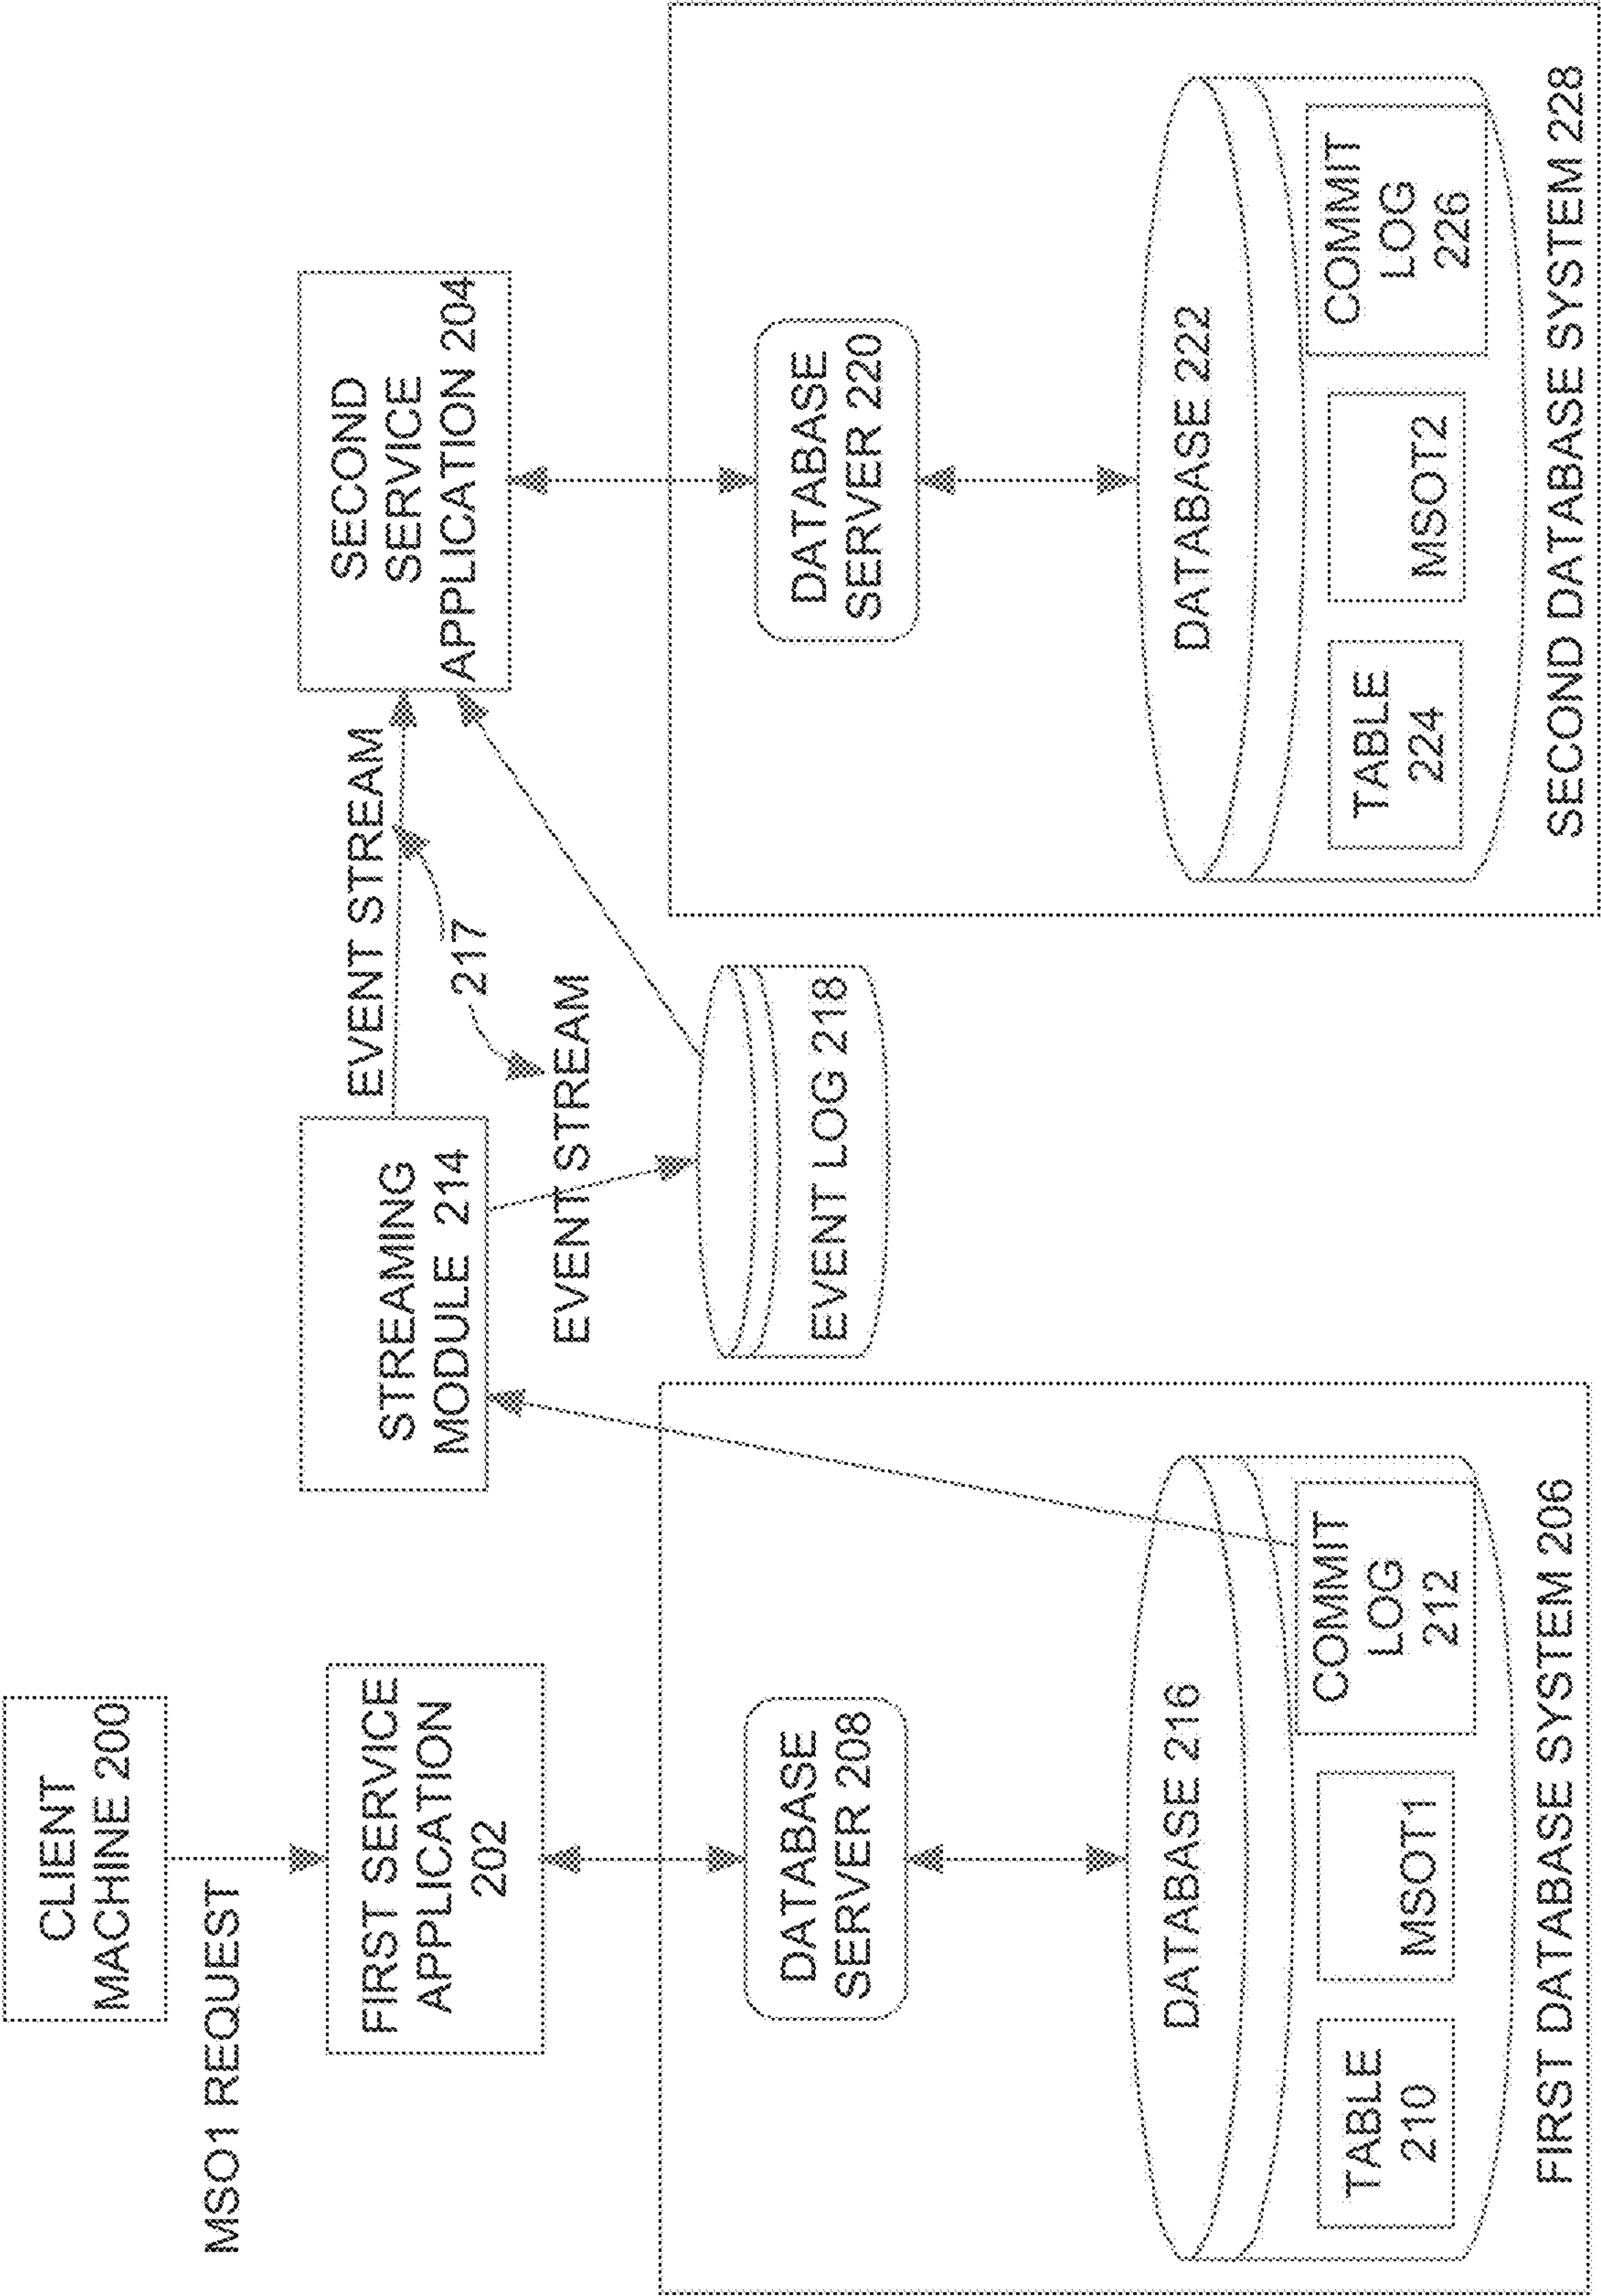 CLIENT
MACHINE 200
MSO1 REQUEST
FIRST SERVICE
APPLICATION
202
DATABASE
SERVER 208
DATABASE 216
TABLE
210
MSOT1
COMMIT
LOG
212
FIRST DATABASE SYSTEM 206
STREAMING
MODULE 214
EVENT STREAM
217
EVENT STREAM
EVENT LOG 218
SECOND
SERVICE
APPLICATION 204
DATABASE
SERVER 220
DATABASE 222
TABLE
224
MSOT2
COMMIT
LOG
226
SECOND DATABASE SYSTEM 228